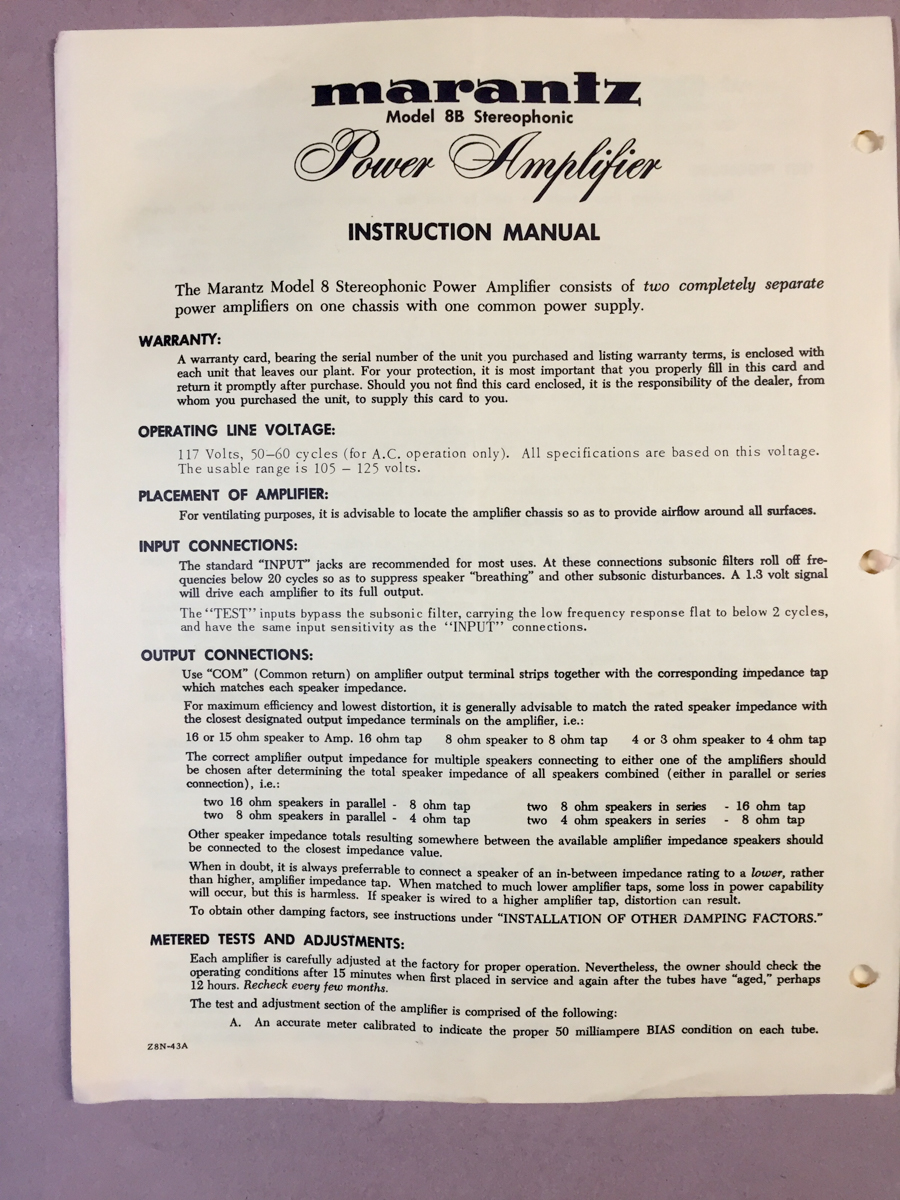 marantz
Model 8B Stereophonic
Power Amplifier
INSTRUCTION MANUAL
The Marantz Model 8 Stereophonic Power Amplifier consists of two completely separate
power amplifiers on one chassis with one common power supply.
WARRANTY:
A warranty card, bearing the serial number of the unit you purchased and listing warranty terms, is enclosed with
each unit that leaves our plant. For your protection, it is most important that you properly fill in this card and
return it promptly after purchase. Should you not find this card enclosed, it is the responsibility of the dealer, from
whom you purchased the unit, to supply this card to you.
OPERATING LINE VOLTAGE:
117 Volts, 50–60 cycles (for A.C. operation only). All specifications are based on this voltage.
The usable range is 105 – 125 volts.
PLACEMENT OF AMPLIFIER:
For ventilating purposes, it is advisable to locate the amplifier chassis so as to provide airflow around all surfaces.
INPUT CONNECTIONS:
The standard “INPUT” jacks are recommended for most uses. At these connections subsonic filters roll off fre-
quencies below 20 cycles so as to suppress speaker “breathing” and other subsonic disturbances. A 1.3 volt signal
will drive each amplifier to its full output.
The “TEST” inputs bypass the subsonic filter, carrying the low frequency response flat to below 2 cycles,
and have the same input sensitivity as the “INPUT” connections.
OUTPUT CONNECTIONS:
Use “COM” (Common return) on amplifier output terminal strips together with the corresponding impedance tap
which matches each speaker impedance.
For maximum efficiency and lowest distortion, it is generally advisable to match the rated speaker impedance with
the closest designated output impedance terminals on the amplifier, i.e.:
16 or 15 ohm speaker to Amp. 16 ohm tap 8 ohm speaker to 8 ohm tap 4 or 3 ohm speaker to 4 ohm tap
The correct amplifier output impedance for multiple speakers connecting to either one of the amplifiers should
be chosen after determining the total speaker impedance of all speakers combined (either in parallel or series
connection), i.e.:
two 16 ohm speakers in parallel - 8 ohm tap two 8 ohm speakers in series - 16 ohm tap
two 8 ohm speakers in parallel - 4 ohm tap two 4 ohm speakers in series - 8 ohm tap
Other speaker impedance totals resulting somewhere between the available amplifier impedance speakers should
be connected to the closest impedance value.
When in doubt, it is always preferrable to connect a speaker of an in-between impedance rating to a lower, rather
than higher, amplifier impedance tap. When matched to much lower amplifier taps, some loss in power capability
will occur, but this is harmless. If speaker is wired to a higher amplifier tap, distortion can result.
To obtain other damping factors, see instructions under “INSTALLATION OF OTHER DAMPING FACTORS.”
METERED TESTS AND ADJUSTMENTS:
Each amplifier is carefully adjusted at the factory for proper operation. Nevertheless, the owner should check the
operating conditions after 15 minutes when first placed in service and again after the tubes have “aged,” perhaps
12 hours. Recheck every few months.
The test and adjustment section of the amplifier is comprised of the following:
A. An accurate meter calibrated to indicate the proper 50 milliampere BIAS condition on each tube.
Z8N-43A